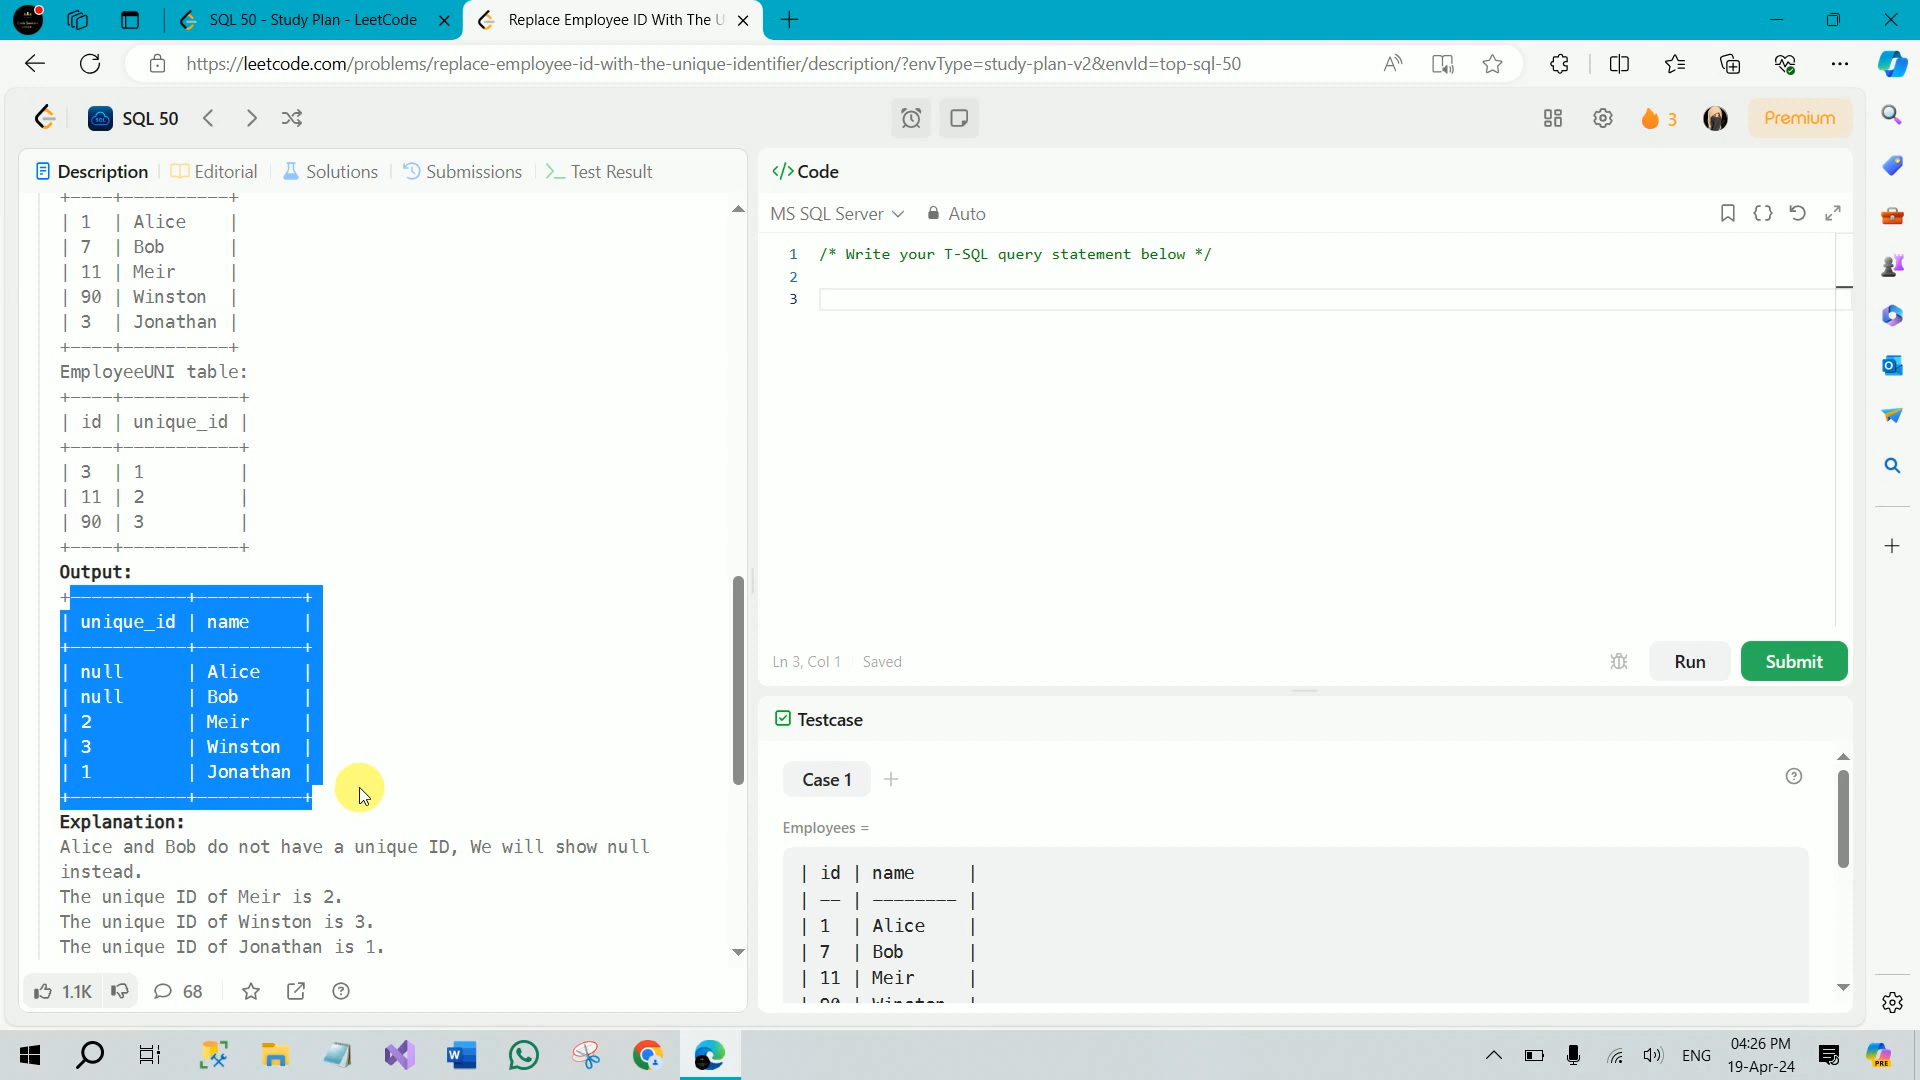 SQL 50 - Study Plan - LeetCode
Replace Employee ID With The U
https://leetcode.com/problems/replace-employee-id-with-the-unique-identifier/description/?envType=study-plan-v2&envId=top-sql-50
SQL 50
3
Premium
Description
Editorial
Solutions
Submissions
Test Result
+----+----------+
| 1  | Alice    |
| 7  | Bob      |
| 11 | Meir     |
| 90 | Winston  |
| 3  | Jonathan |
+----+----------+
EmployeeUNI table:
+----+-----------+
| id | unique_id |
+----+-----------+
| 3  | 1         |
| 11 | 2         |
| 90 | 3         |
+----+-----------+
Output:
+-----------+----------+
| unique_id | name     |
+-----------+----------+
| null      | Alice    |
| null      | Bob      |
| 2         | Meir     |
| 3         | Winston  |
| 1         | Jonathan |
+-----------+----------+
Explanation:
Alice and Bob do not have a unique ID, We will show null
instead.
The unique ID of Meir is 2.
The unique ID of Winston is 3.
The unique ID of Jonathan is 1.
1.1K
68
</> Code
MS SQL Server
Auto
1 /* Write your T-SQL query statement below */
2
3
Ln 3, Col 1 Saved
Run
Submit
Testcase
Case 1
Employees =
| id | name     |
| -- | -------- |
| 1  | Alice    |
| 7  | Bob      |
| 11 | Meir     |
| 90 | Winston  |
ENG
04:26 PM
19-Apr-24